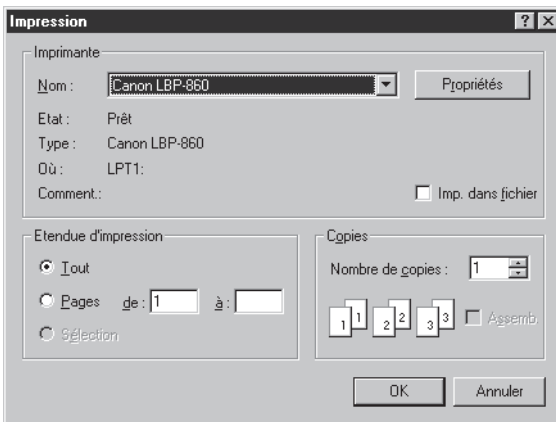 Impression
Imprimante
Nom : Canon LBP-860 Propriétés
Etat : Prêt
Type : Canon LBP-860
Où : LPT1:
Comment.: Imp. dans fichier
Etendue d'impression
Tout
Pages de : 1 à :
Sélection
Copies
Nombre de copies : 1
1 1 2 2 3 3 Assemb.
OK Annuler